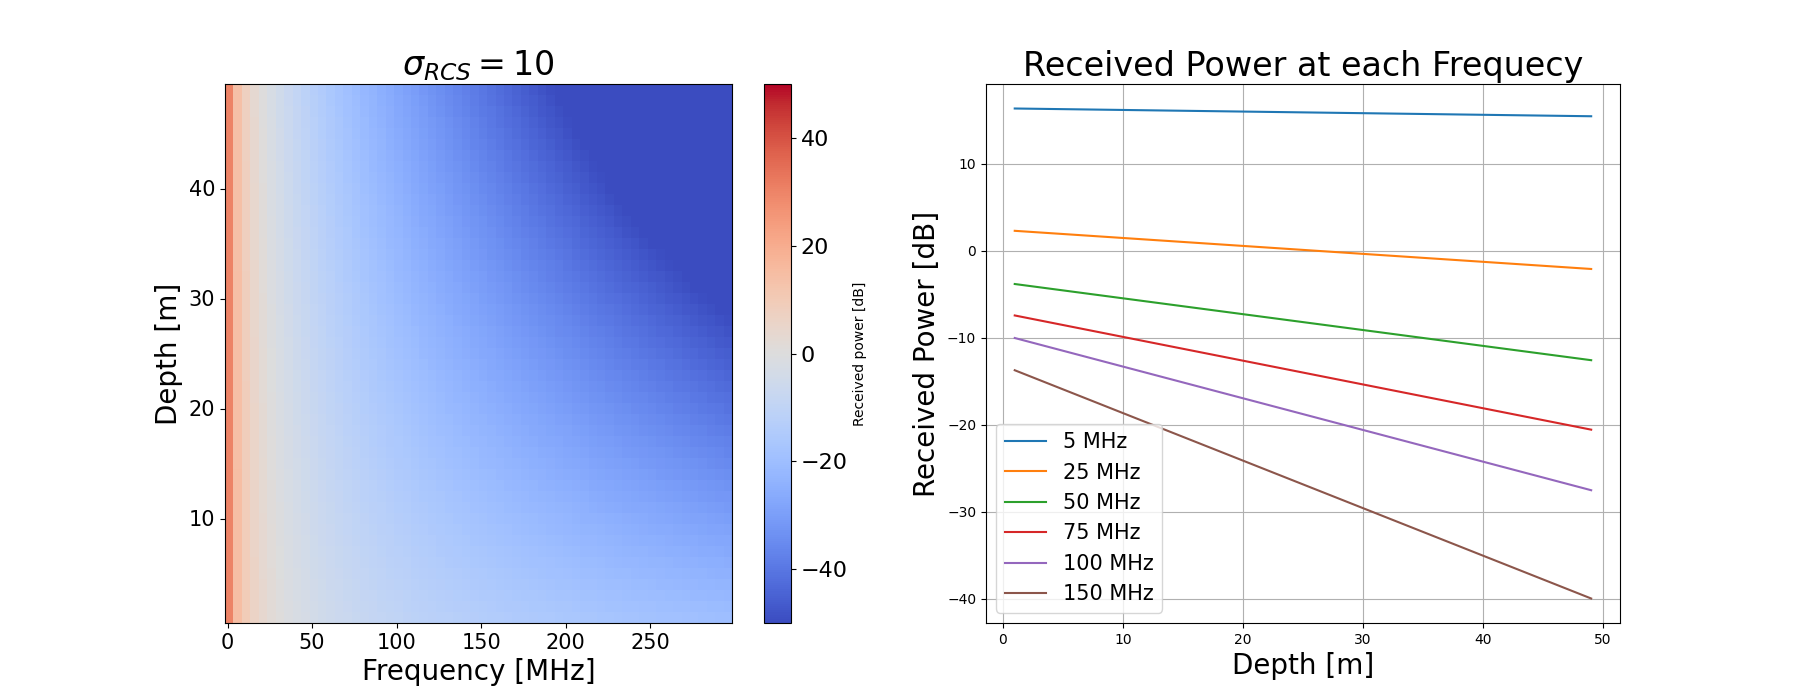 σ_RCS = 10
40
30
20
10
Depth [m]
0
50
100
150
200
250
Frequency [MHz]
40
20
0
−20
−40
Received power [dB]
Received Power at each Frequecy
10
0
−10
−20
−30
−40
Received Power [dB]
5 MHz
25 MHz
50 MHz
75 MHz
100 MHz
150 MHz
0
10
20
30
40
50
Depth [m]